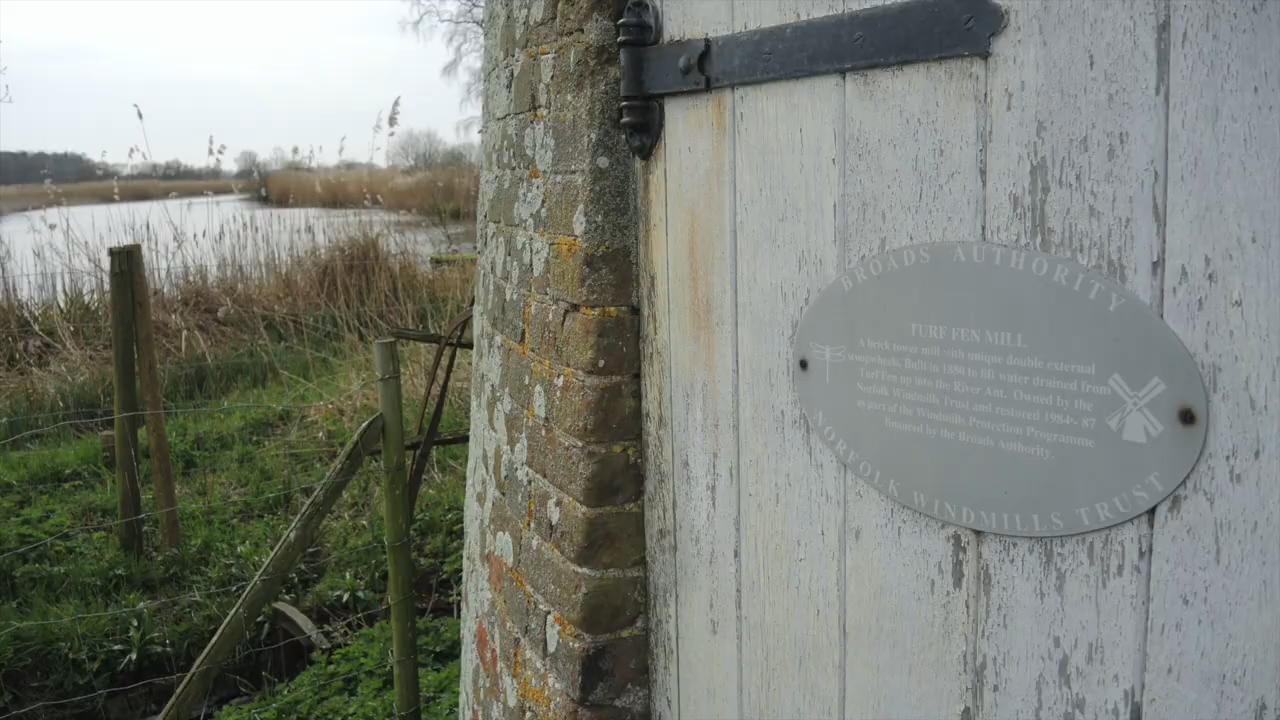 BROADS AUTHORITY
TURF FEN MILL
A brick tower mill with unique double external
scoopwheels. Built in 1880 to lift water drained from
Turf Fen up into the River Ant. Owned by the
Norfolk Windmills Trust and restored 1984 - 87
as part of the Windmills Protection Programme
financed by the Broads Authority.
NORFOLK WINDMILLS TRUST